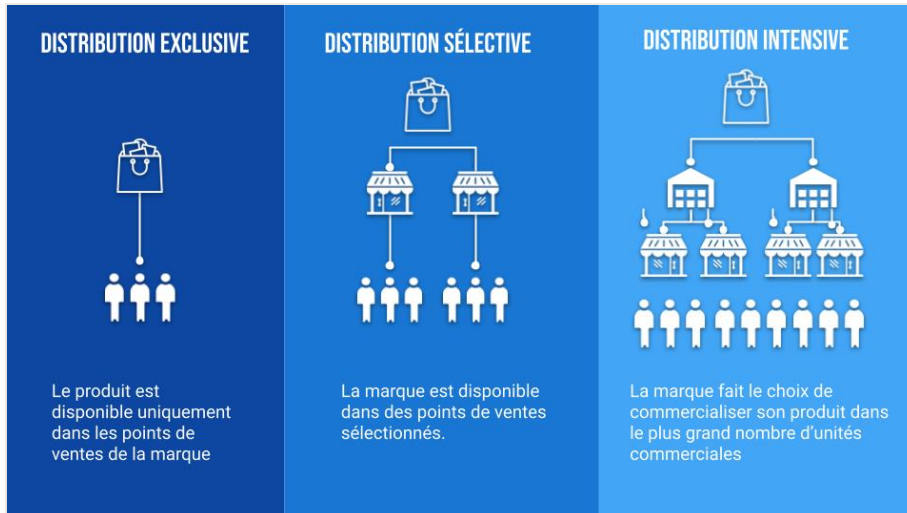 DISTRIBUTION EXCLUSIVE
Le produit est
disponible uniquement
dans les points de
ventes de la marque
DISTRIBUTION SÉLECTIVE
La marque est disponible
dans des points de ventes
sélectionnés.
DISTRIBUTION INTENSIVE
La marque fait le choix de
commercialiser son produit dans
le plus grand nombre d'unités
commerciales